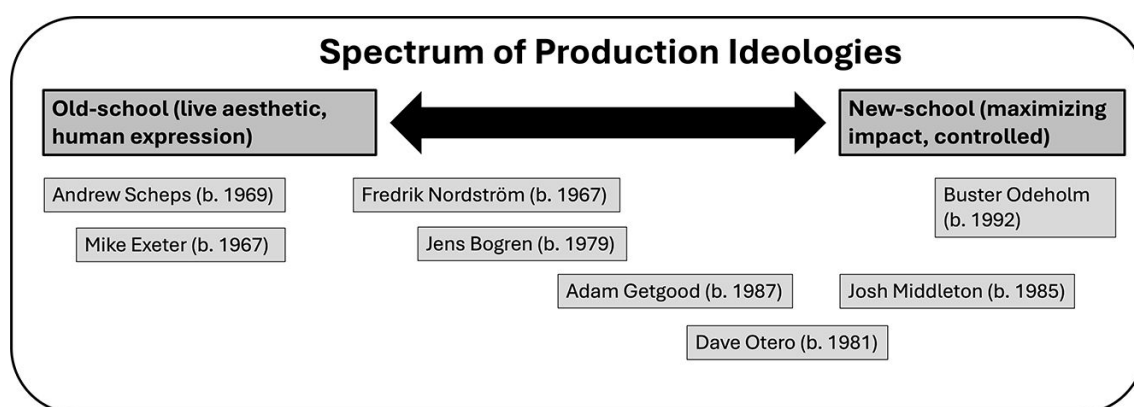 Spectrum of Production Ideologies
Old-school (live aesthetic,
human expression)
New-school (maximizing
impact, controlled)
Andrew Scheps (b. 1969)
Fredrik Nordström (b. 1967)
Buster Odeholm
(b. 1992)
Mike Exeter (b. 1967)
Jens Bogren (b. 1979)
Adam Getgood (b. 1987)
Josh Middleton (b. 1985)
Dave Otero (b. 1981)